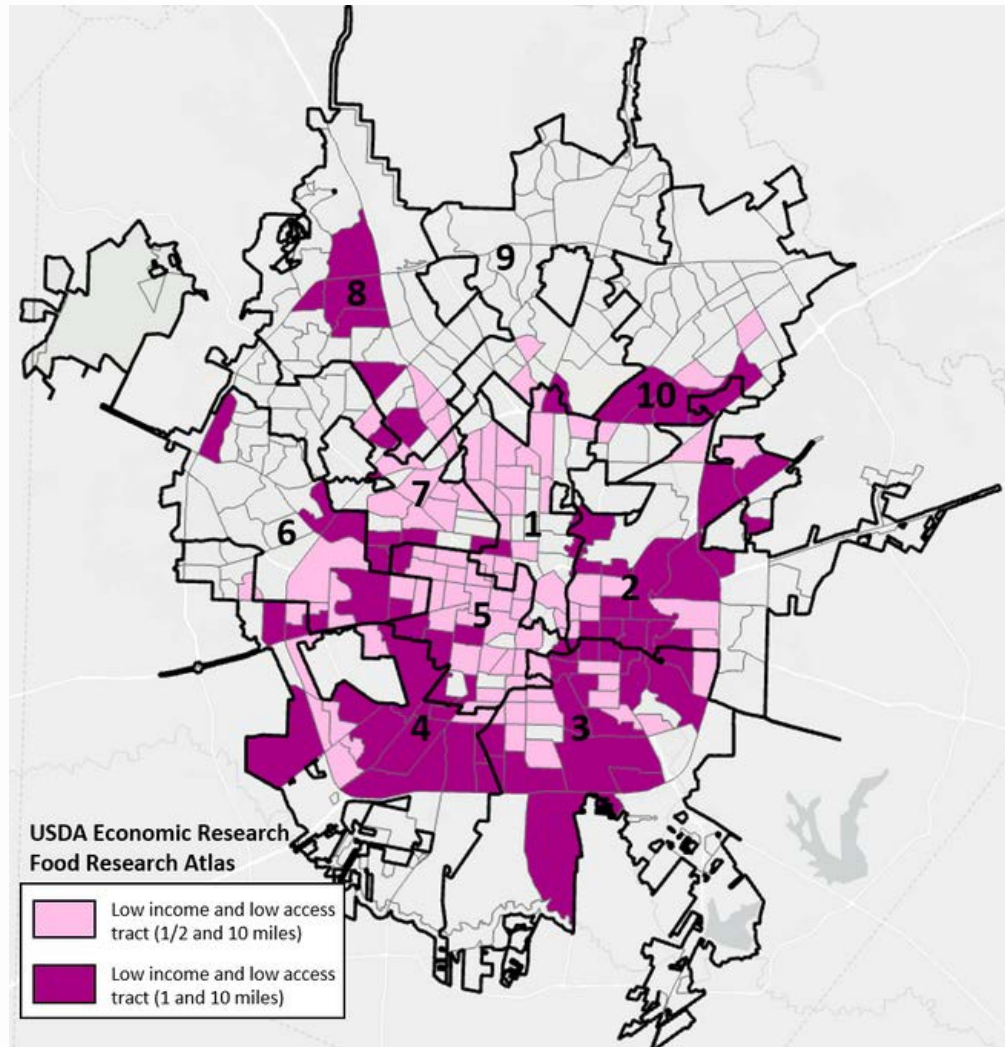 9
8
10
7
6
1
2
5
4
3
USDA Economic Research
Food Research Atlas
Low income and low access
tract (1/2 and 10 miles)
Low income and low access
tract (1 and 10 miles)